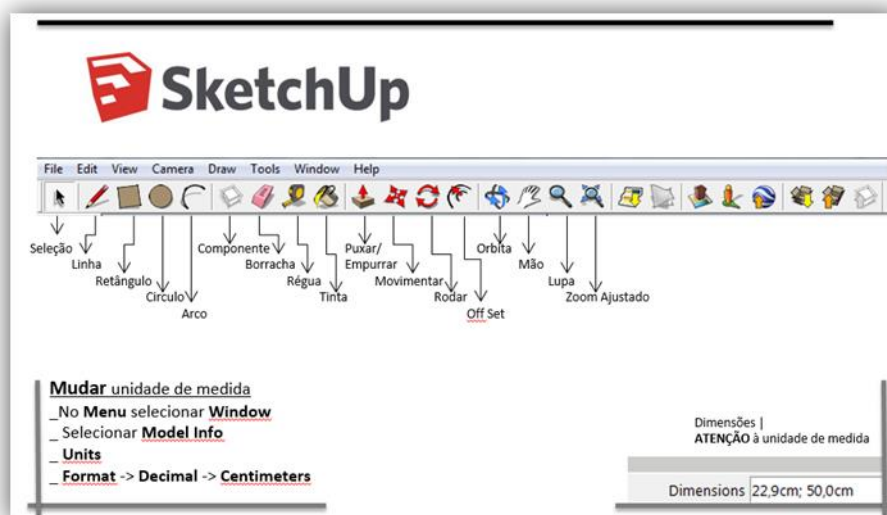 SketchUp
File Edit View Camera Draw Tools Window Help
Seleção
Linha
Retângulo
Circulo
Arco
Componente
Borracha
Régua
Tinta
Puxar/
Empurrar
Movimentar
Rodar
Off Set
Orbita
Mão
Lupa
Zoom Ajustado
Mudar unidade de medida
_No Menu selecionar Window
_ Selecionar Model Info
_ Units
_ Format -> Decimal -> Centimeters
Dimensões |
ATENÇÃO à unidade de medida
Dimensions 22,9cm; 50,0cm